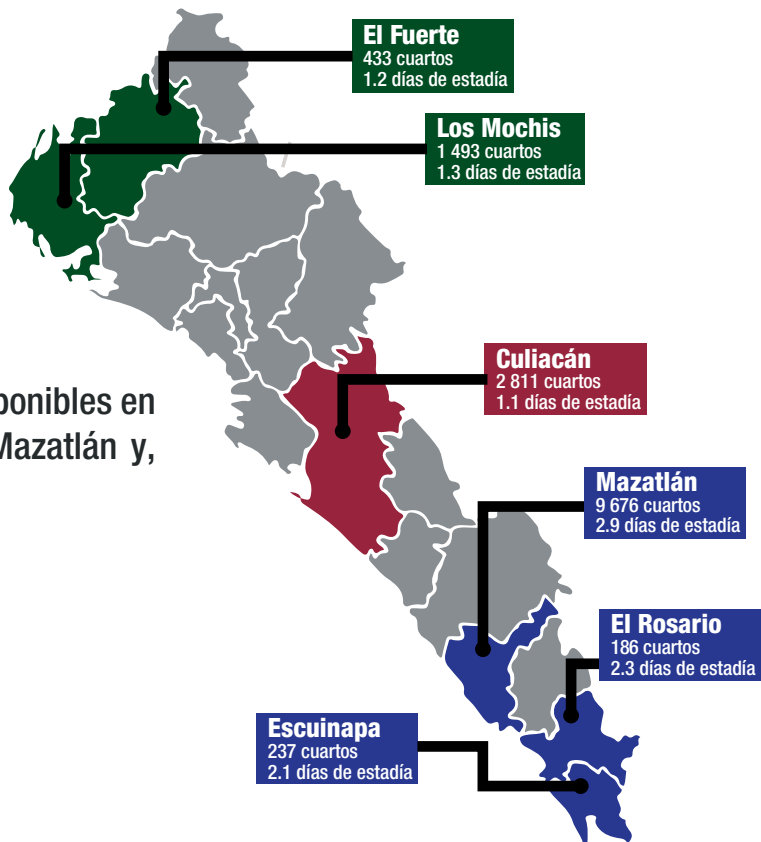 El Fuerte
433 cuartos
1.2 días de estadía
Los Mochis
1 493 cuartos
1.3 días de estadía
Culiacán
2 811 cuartos
1.1 días de estadía
ponibles en
Mazatlán y,
Mazatlán
9 676 cuartos
2.9 días de estadía
El Rosario
186 cuartos
2.3 días de estadía
Escuinapa
237 cuartos
2.1 días de estadía